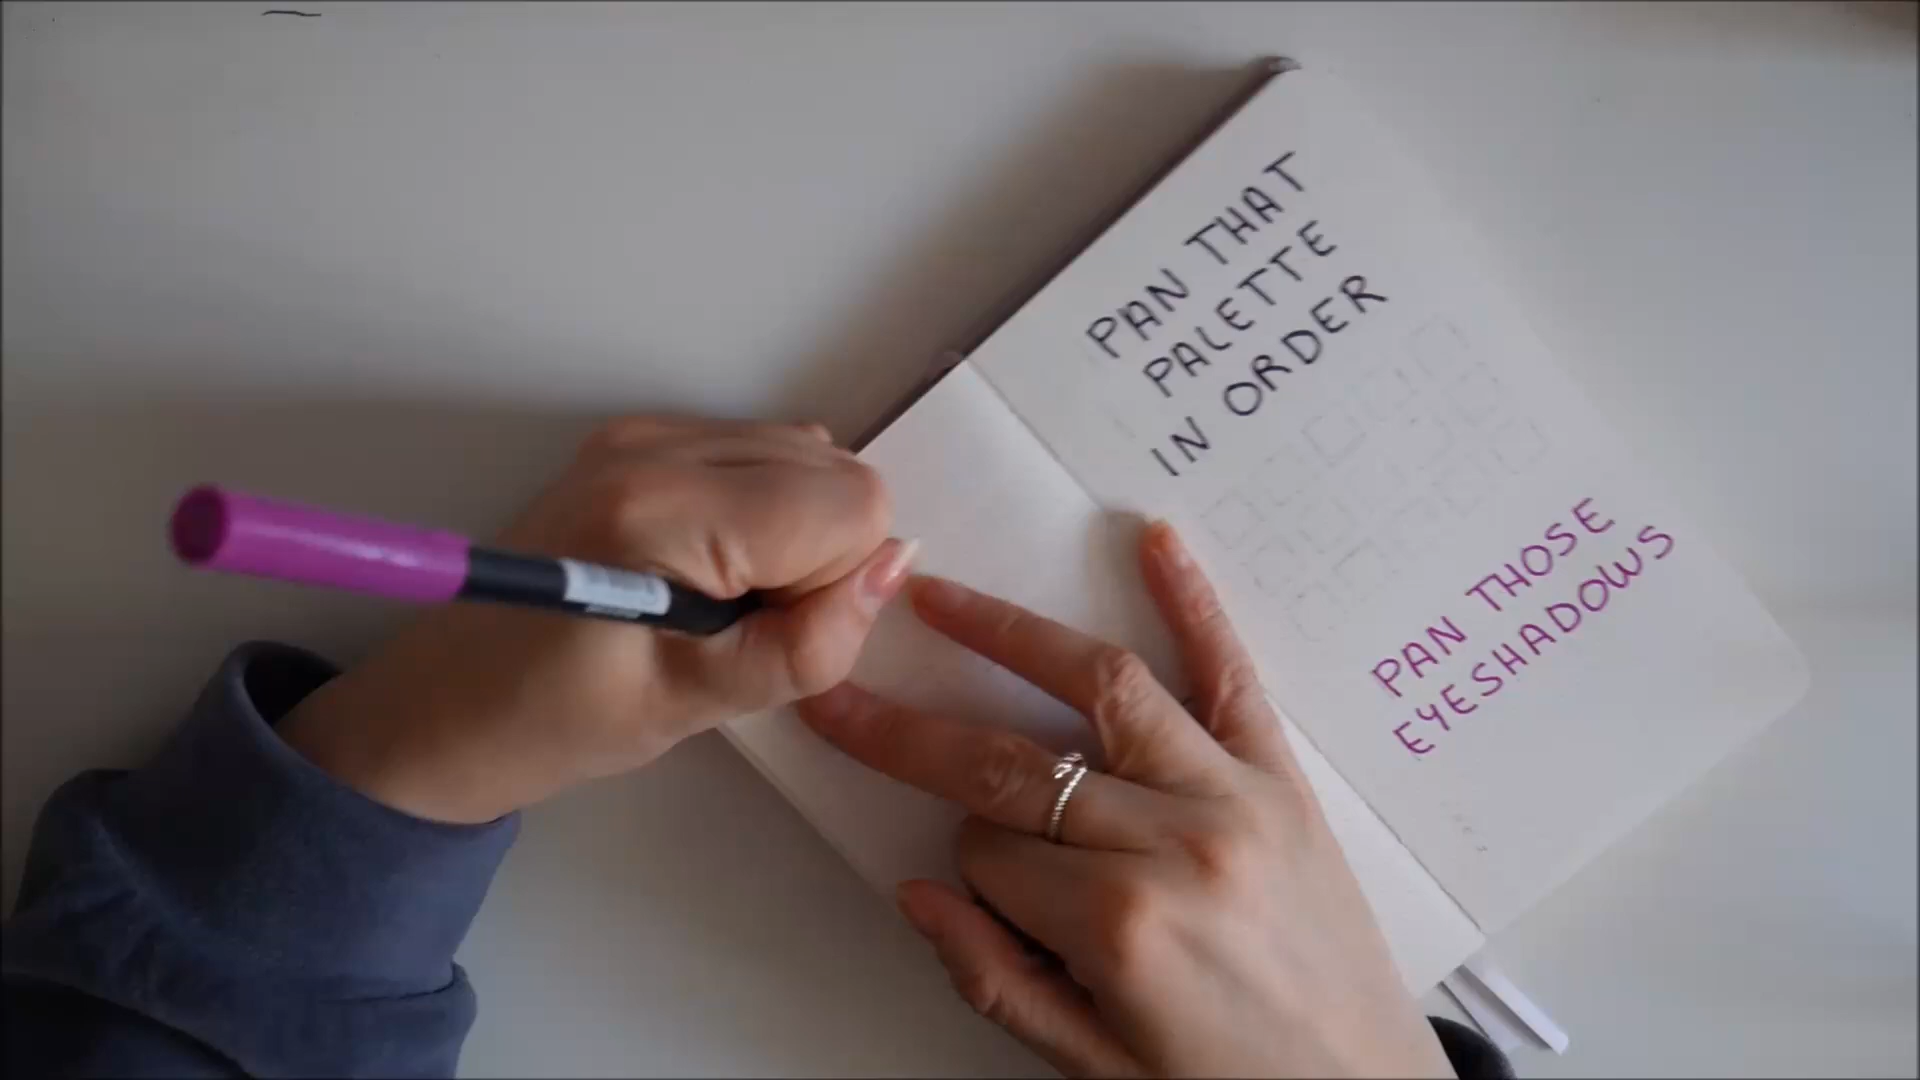 PAN THAT
PALETTE
IN ORDER
PAN THOSE
EYESHADOWS